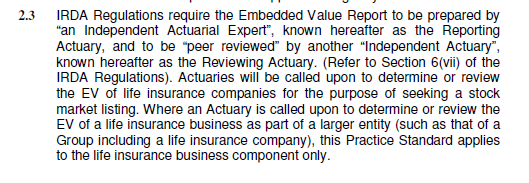 2.3 IRDA Regulations require the Embedded Value Report to be prepared by
"an Independent Actuarial Expert", known hereafter as the Reporting
Actuary, and to be "peer reviewed" by another "Independent Actuary",
known hereafter as the Reviewing Actuary. (Refer to Section 6(vii) of the
IRDA Regulations). Actuaries will be called upon to determine or review
the EV of life insurance companies for the purpose of seeking a stock
market listing. Where an Actuary is called upon to determine or review the
EV of a life insurance business as part of a larger entity (such as that of a
Group including a life insurance company), this Practice Standard applies
to the life insurance business component only.